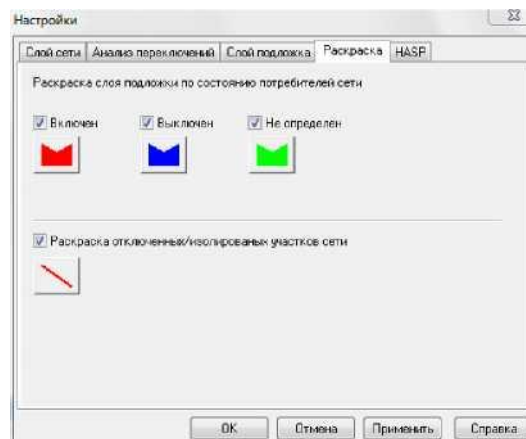 Настройки
Слой сети Анализ переключений Слой подложка Раскраска HASP
Раскраска слоя подложки по состоянию потребителей сети
Включен Выключен Не определен
Раскраска отключенных/изолированых участков сети
OK Отмена Применить Справка